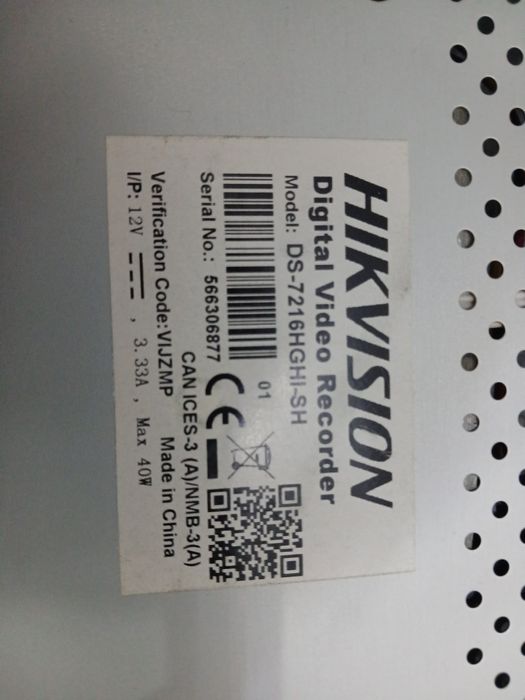 HIKVISION
Digital Video Recorder
Model: DS-7216HGHI-SH
01
Serial No.: 566306877
CAN ICES-3 (A)/NMB-3(A)
Verification Code:VIJZMP Made in China
I/P: 12V ⎓ , 3.33A , Max 40W